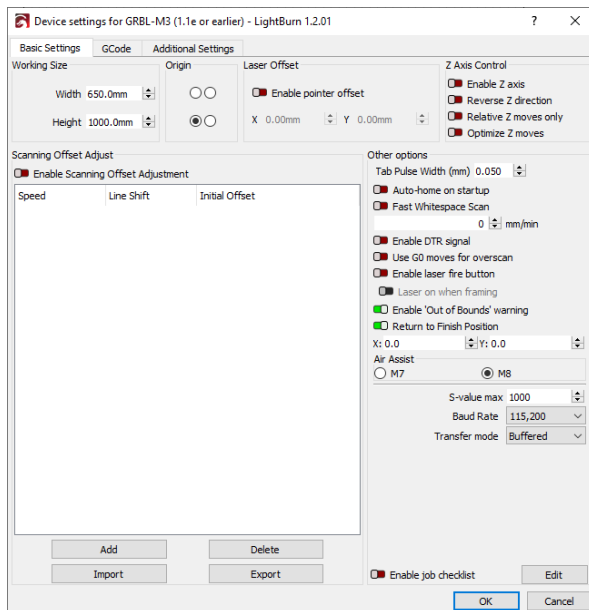 Device settings for GRBL-M3 (1.1e or earlier) - LightBurn 1.2.01
Basic Settings GCode Additional Settings
Working Size
Width 650.0mm
Height 1000.0mm
Origin
Laser Offset
Enable pointer offset
X 0.00mm Y 0.00mm
Z Axis Control
Enable Z axis
Reverse Z direction
Relative Z moves only
Optimize Z moves
Scanning Offset Adjust
Enable Scanning Offset Adjustment
Speed Line Shift Initial Offset
Add Delete
Import Export
Other options
Tab Pulse Width (mm) 0.050
Auto-home on startup
Fast Whitespace Scan
0 mm/min
Enable DTR signal
Use G0 moves for overscan
Enable laser fire button
Laser on when framing
Enable 'Out of Bounds' warning
Return to Finish Position
X: 0.0 Y: 0.0
Air Assist
M7 M8
S-value max 1000
Baud Rate 115,200
Transfer mode Buffered
Enable job checklist Edit
OK Cancel